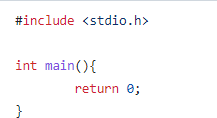 #include <stdio.h>
int main(){
return 0;
}